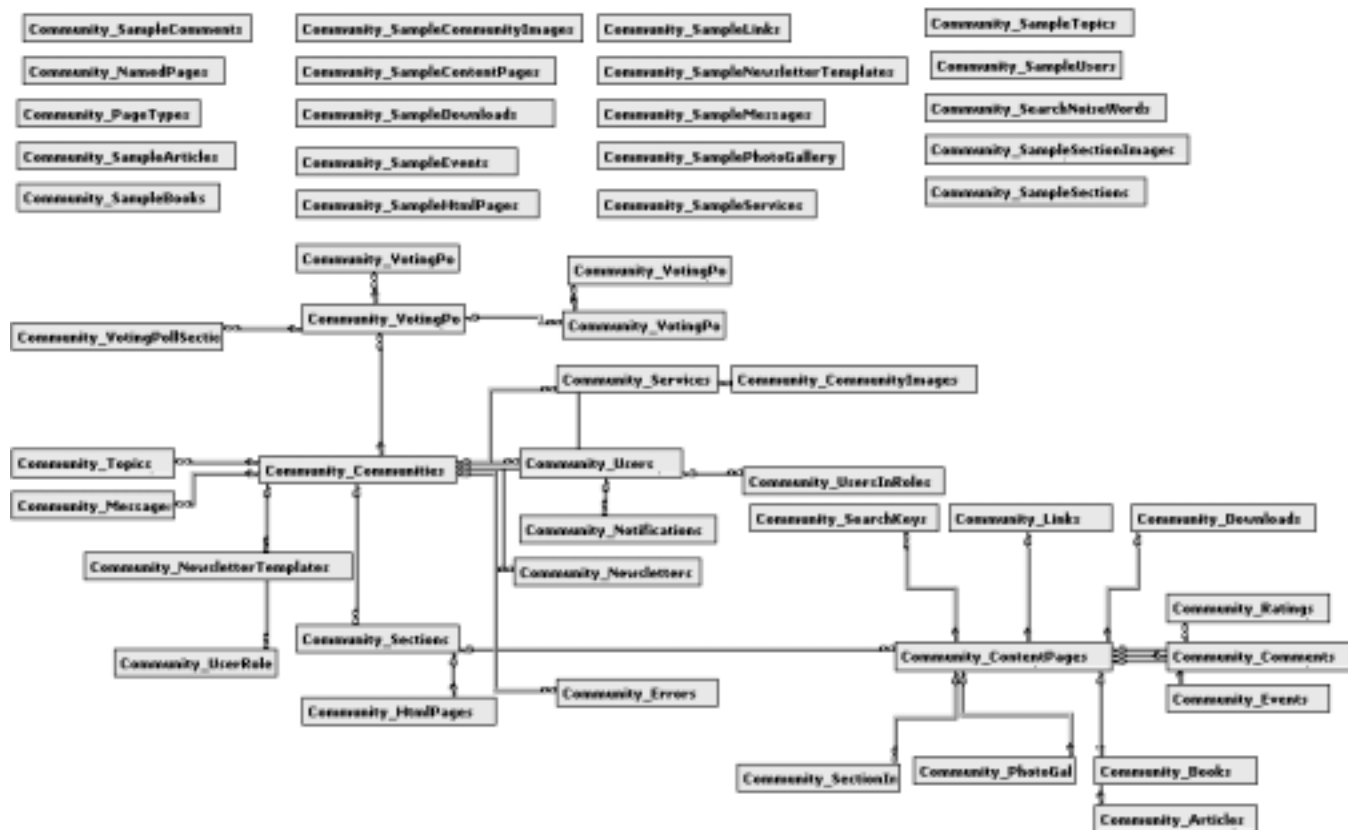 Community_SampleComments
Community_SampleCommunityImages
Community_SampleLinks
Community_SampleTopics
Community_NamedPages
Community_SampleContentPages
Community_SampleNewsletterTemplates
Community_SampleUsers
Community_PageTypes
Community_SampleDownloads
Community_SampleMessages
Community_SearchNoiseWords
Community_SampleArticles
Community_SampleEvents
Community_SamplePhotoGallery
Community_SampleSectionImages
Community_SampleBooks
Community_SampleHtmlPages
Community_SampleServices
Community_SampleSections
Community_VotingPo
Community_VotingPo
Community_VotingPo
Community_VotingPo
Community_VotingPollSectio
Community_Services
Community_CommunityImages
Community_Topics
Community_Communities
Community_Users
Community_UsersInRoles
Community_Message
Community_Notifications
Community_SearchKeys
Community_Links
Community_Downloads
Community_NewsletterTemplates
Community_Newsletters
Community_Ratings
Community_Sections
Community_UserRole
Community_ContentPages
Community_Comments
Community_Errors
Community_Events
Community_HtmlPages
Community_SectionIn
Community_PhotoGal
Community_Books
Community_Articles